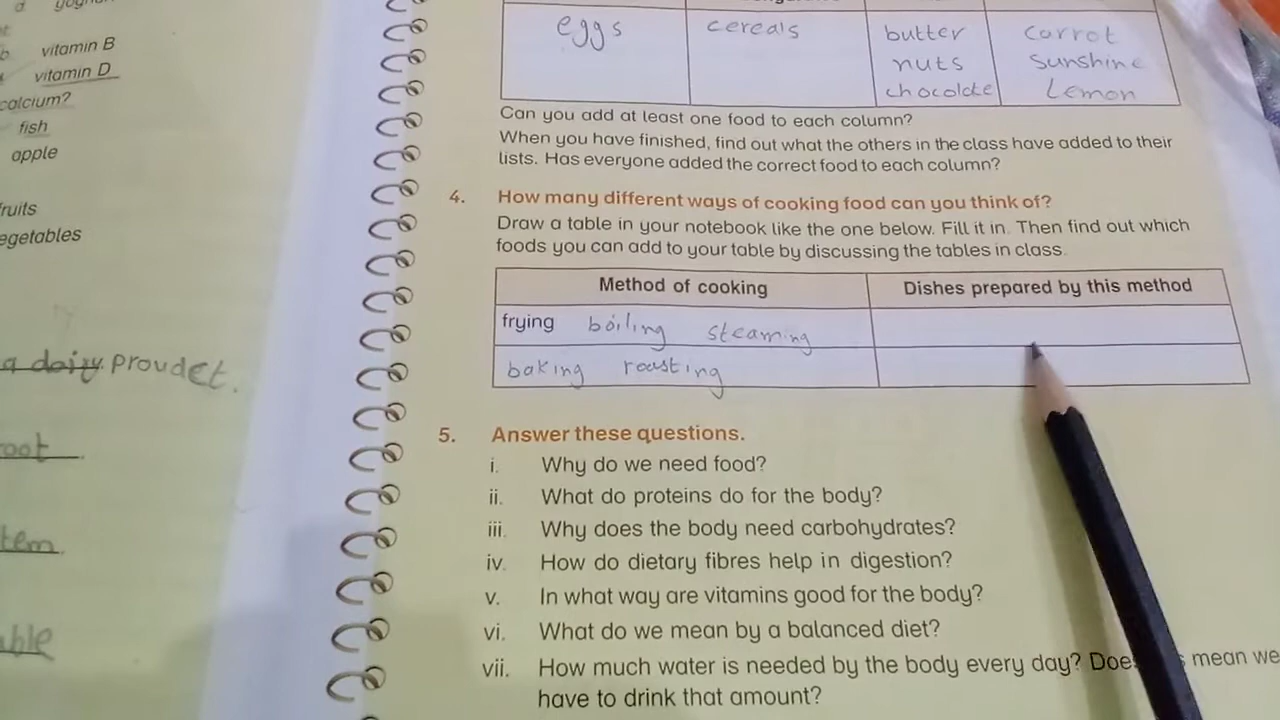 vitamin B
vitamin D
calcium?
fish
apple
fruits
egetables
a dairy proudct.
oot
tem
able
eggs cereals butter carrot
nuts sunshine
chocolate Lemon
Can you add at least one food to each column?
When you have finished, find out what the others in the class have added to their
lists. Has everyone added the correct food to each column?
4. How many different ways of cooking food can you think of?
Draw a table in your notebook like the one below. Fill it in. Then find out which
foods you can add to your table by discussing the tables in class.
Method of cooking Dishes prepared by this method
frying boiling steaming
baking roasting
5. Answer these questions.
i. Why do we need food?
ii. What do proteins do for the body?
iii. Why does the body need carbohydrates?
iv. How do dietary fibres help in digestion?
v. In what way are vitamins good for the body?
vi. What do we mean by a balanced diet?
vii. How much water is needed by the body every day? Doe s mean we
have to drink that amount?